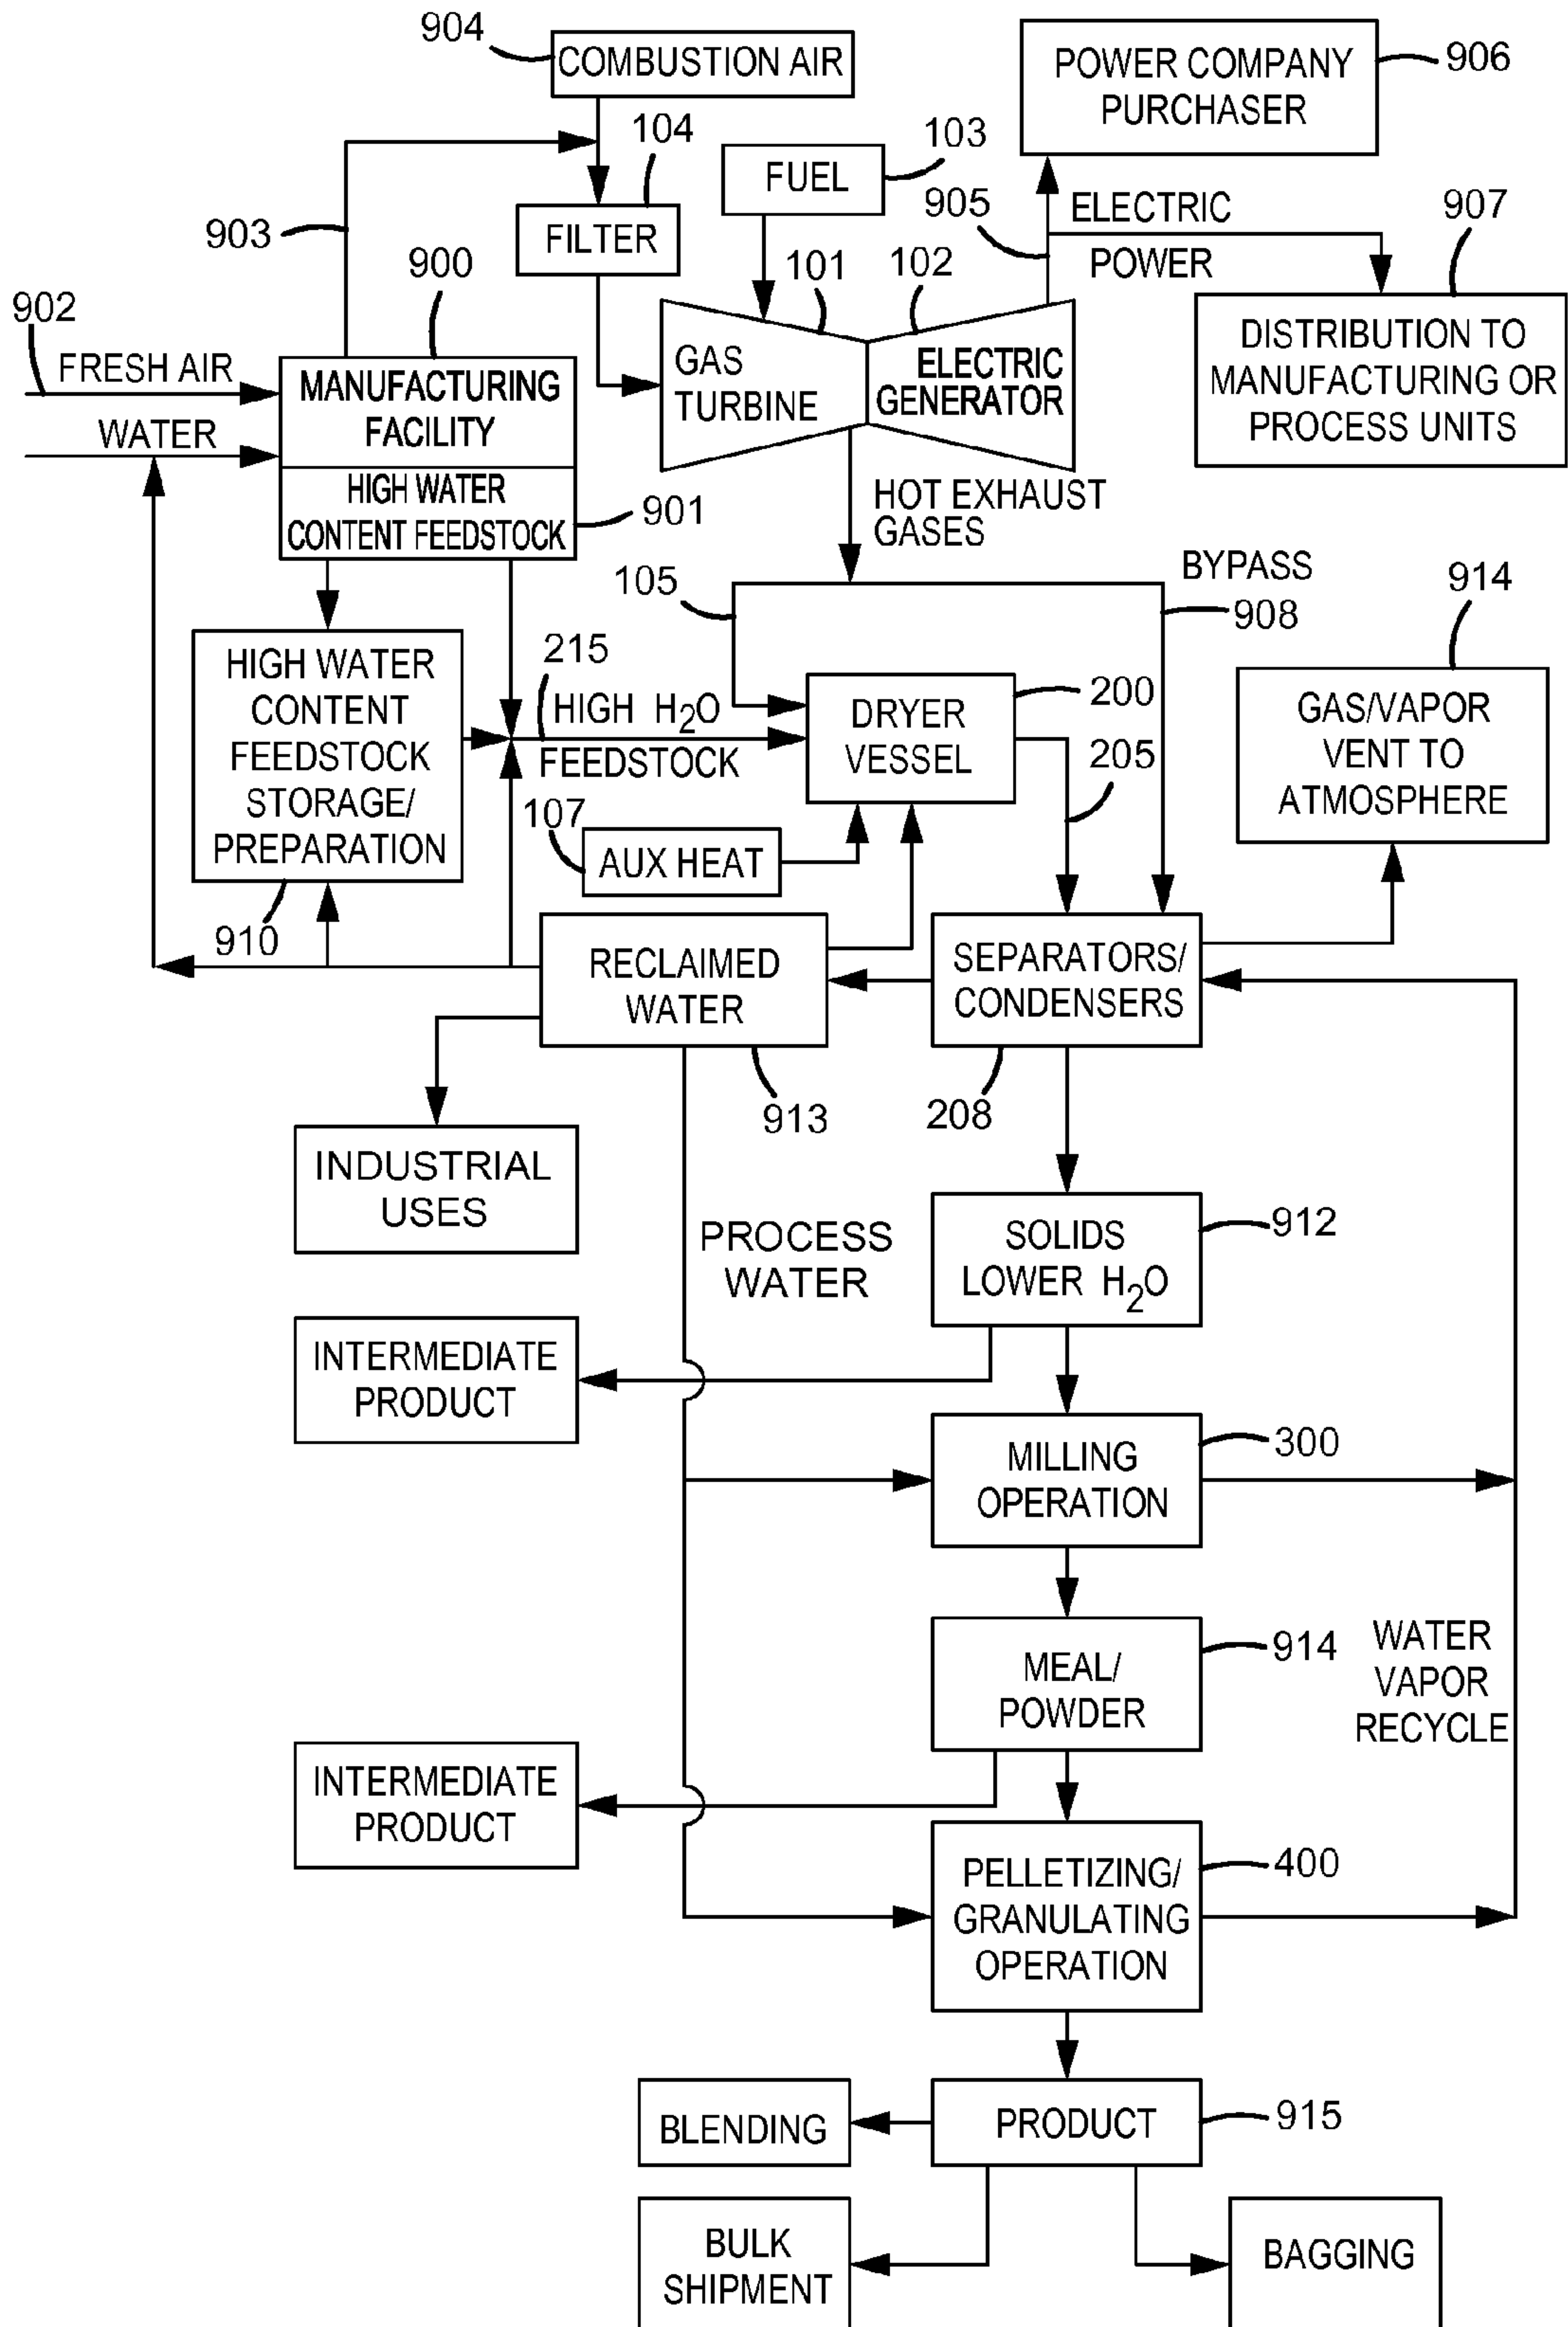 904
COMBUSTION AIR
POWER COMPANY
PURCHASER
906
104
FUEL
103
903
FILTER
905
ELECTRIC
POWER
907
900
101
102
902
FRESH AIR
WATER
MANUFACTURING
FACILITY
HIGH WATER
CONTENT FEEDSTOCK
901
GAS
TURBINE
ELECTRIC
GENERATOR
DISTRIBUTION TO
MANUFACTURING OR
PROCESS UNITS
HOT EXHAUST
GASES
105
BYPASS
908
914
HIGH WATER
CONTENT
FEEDSTOCK
STORAGE/
PREPARATION
910
215
HIGH H2O
FEEDSTOCK
DRYER
VESSEL
200
205
GAS/VAPOR
VENT TO
ATMOSPHERE
107
AUX HEAT
RECLAIMED
WATER
913
SEPARATORS/
CONDENSERS
208
INDUSTRIAL
USES
PROCESS
WATER
SOLIDS
LOWER H2O
912
INTERMEDIATE
PRODUCT
MILLING
OPERATION
300
MEAL/
POWDER
914
WATER
VAPOR
RECYCLE
INTERMEDIATE
PRODUCT
PELLETIZING/
GRANULATING
OPERATION
400
BLENDING
PRODUCT
915
BULK
SHIPMENT
BAGGING